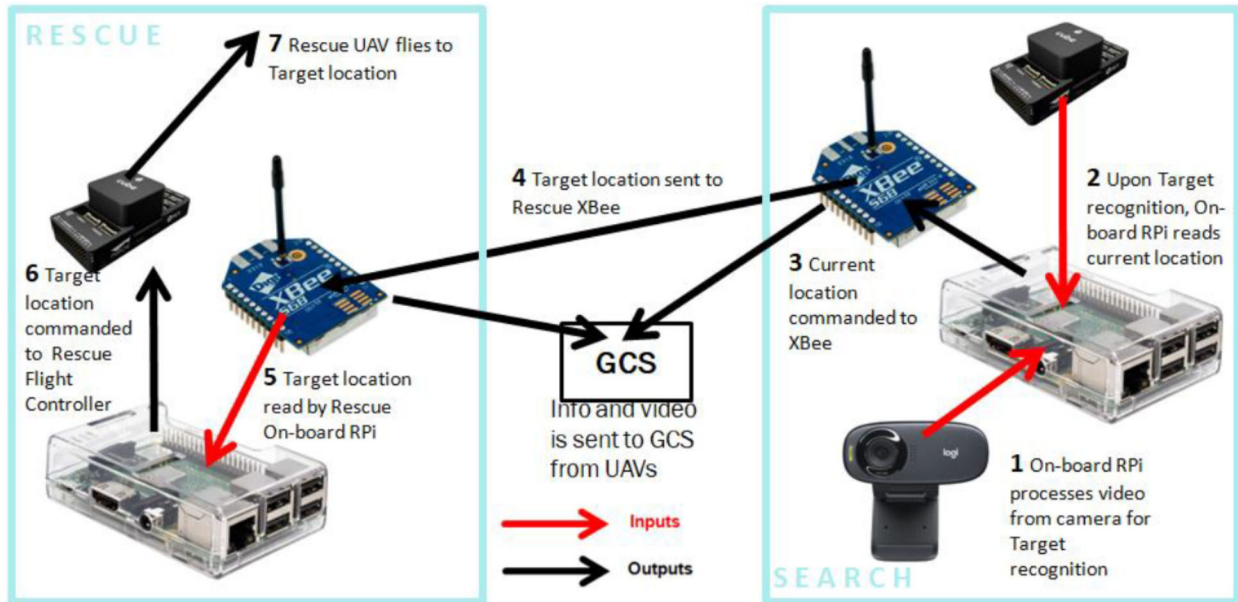 RESCUE
7 Rescue UAV flies to
Target location
cube
6 Target
location
commanded
to Rescue
Flight
Controller
XBee
S6B
5 Target location
read by Rescue
On-board RPi
4 Target location sent to
Rescue XBee
GCS
Info and video
is sent to GCS
from UAVs
Inputs
Outputs
cube
XBee
S6B
2 Upon Target
recognition, On-
board RPi reads
current location
3 Current
location
commanded to
XBee
logi
1 On-board RPi
processes video
from camera for
Target
recognition
SEARCH